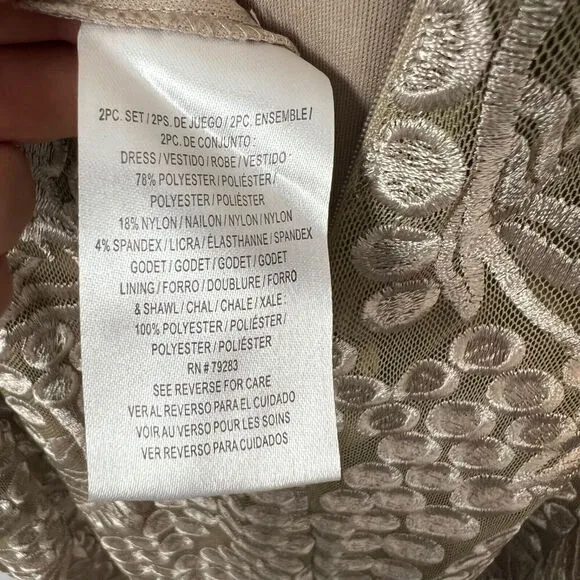 2PC. SET / 2PS. DE JUEGO / 2PC. ENSEMBLE /
2PC. DE CONJUNTO :
DRESS / VESTIDO / ROBE / VESTIDO :
78% POLYESTER / POLIÉSTER /
POLYESTER / POLIÉSTER
18% NYLON / NAILON / NYLON / NYLON
4% SPANDEX / LICRA / ÉLASTHANNE / SPANDEX
GODET / GODET / GODET / GODET
LINING / FORRO / DOUBLURE / FORRO
& SHAWL / CHAL / CHALE / XALE :
100% POLYESTER / POLIÉSTER /
POLYESTER / POLIÉSTER
RN # 79283
SEE REVERSE FOR CARE
VER AL REVERSO PARA EL CUIDADO
VOIR AU VERSO POUR LES SOINS
VER REVERSO PARA CUIDADOS